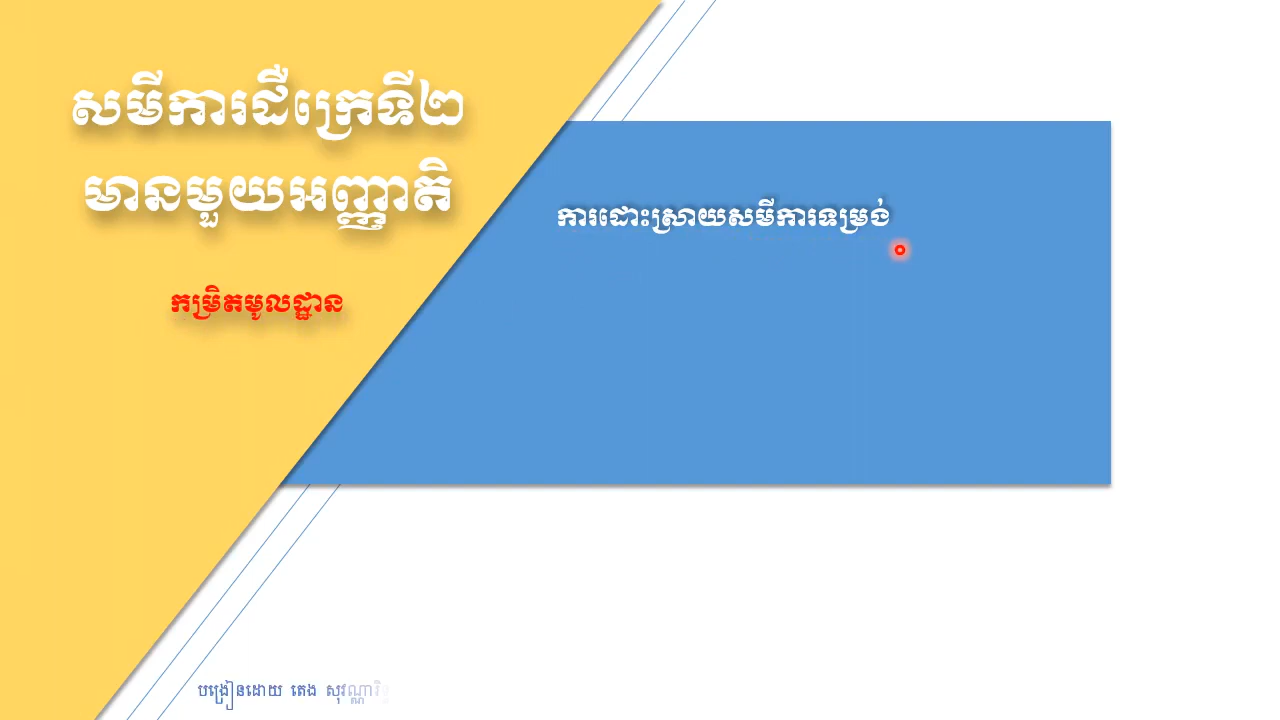 សមីការដឺក្រេទី២
មានមួយអញ្ញាតិ
កម្រិតមូលដ្ឋាន
ការដោះស្រាយសមីការទម្រង់
បង្រៀនដោយ តេង